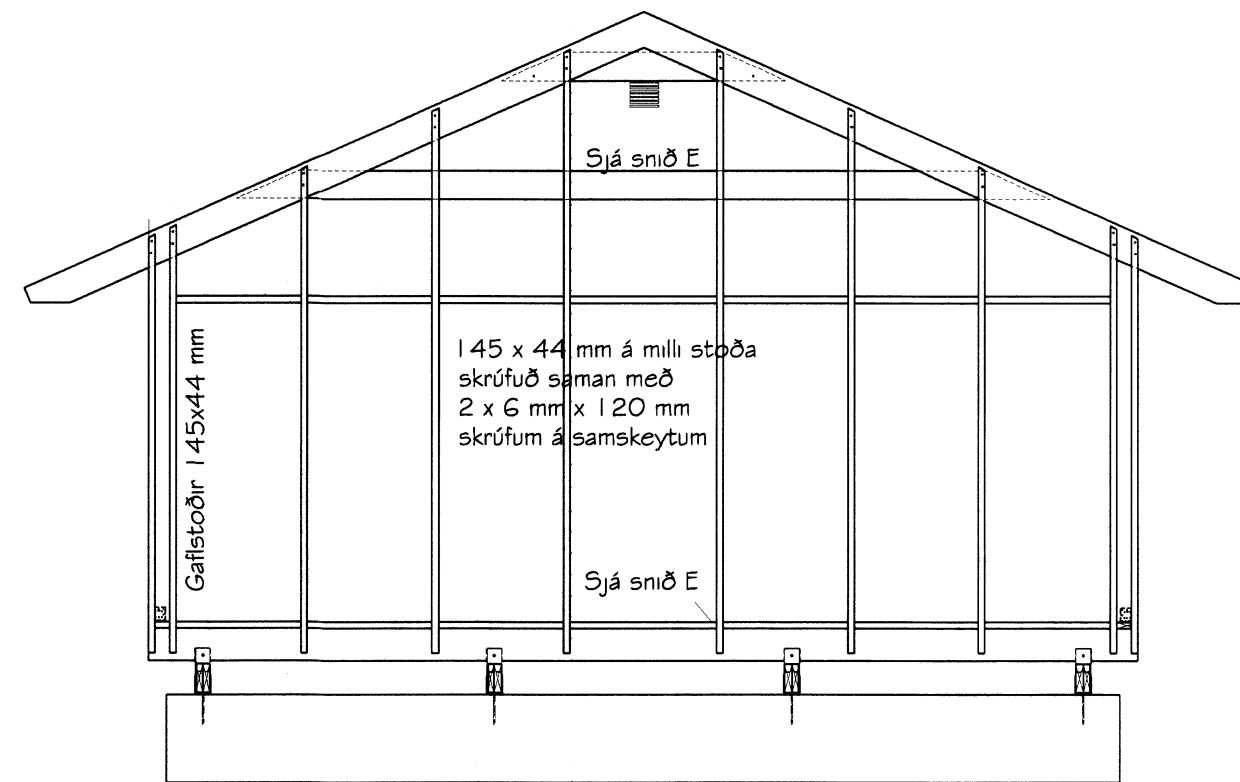 Sjá snið E
145 x 44 mm á milli stoða
skrúfuð saman með
2 x 6 mm x 120 mm
skrúfum á samskeytum
Gaflstoðir 145x44 mm
Sjá snið E